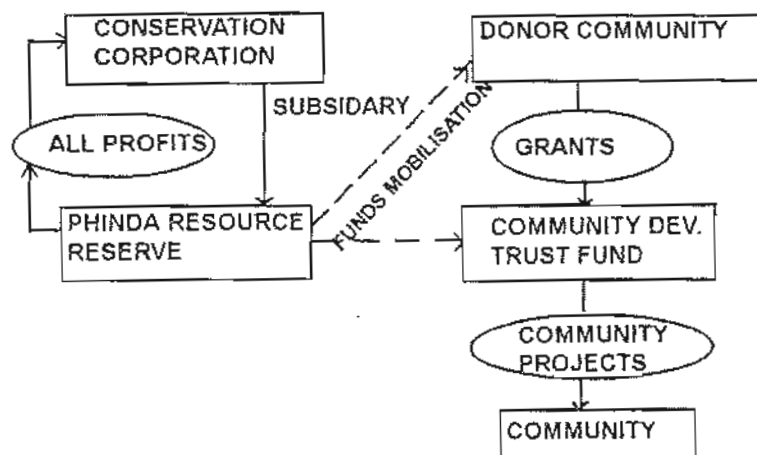 CONSERVATION
CORPORATION
DONOR COMMUNITY
SUBSIDARY
ALL PROFITS
FUNDS MOBILISATION
GRANTS
PHINDA RESOURCE
RESERVE
COMMUNITY DEV.
TRUST FUND
COMMUNITY
PROJECTS
COMMUNITY